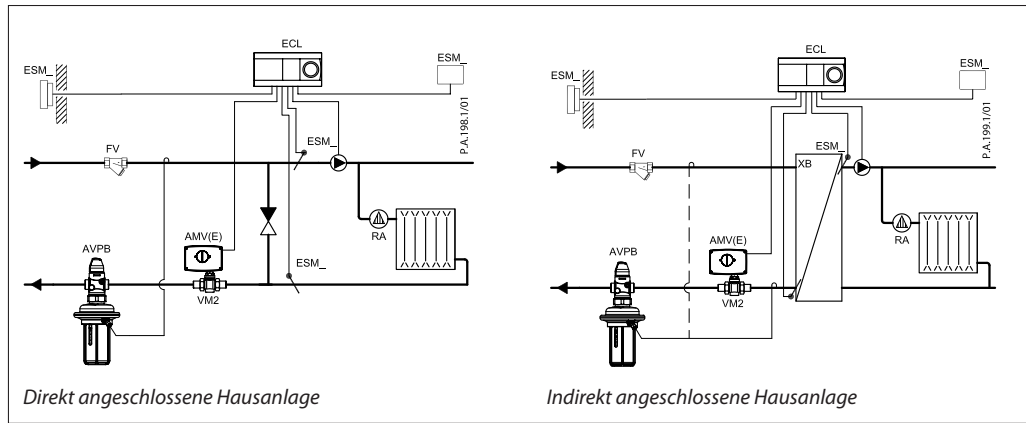 ECL
ESM_
ESM_
P.A.198.1/01
ESM_
FV
RA
AMV(E)
AVPB
ESM_
VM2
Direkt angeschlossene Hausanlage
ECL
ESM_
ESM_
P.A.199.1/01
ESM_
FV
XB
RA
AMV(E)
AVPB
VM2
Indirekt angeschlossene Hausanlage